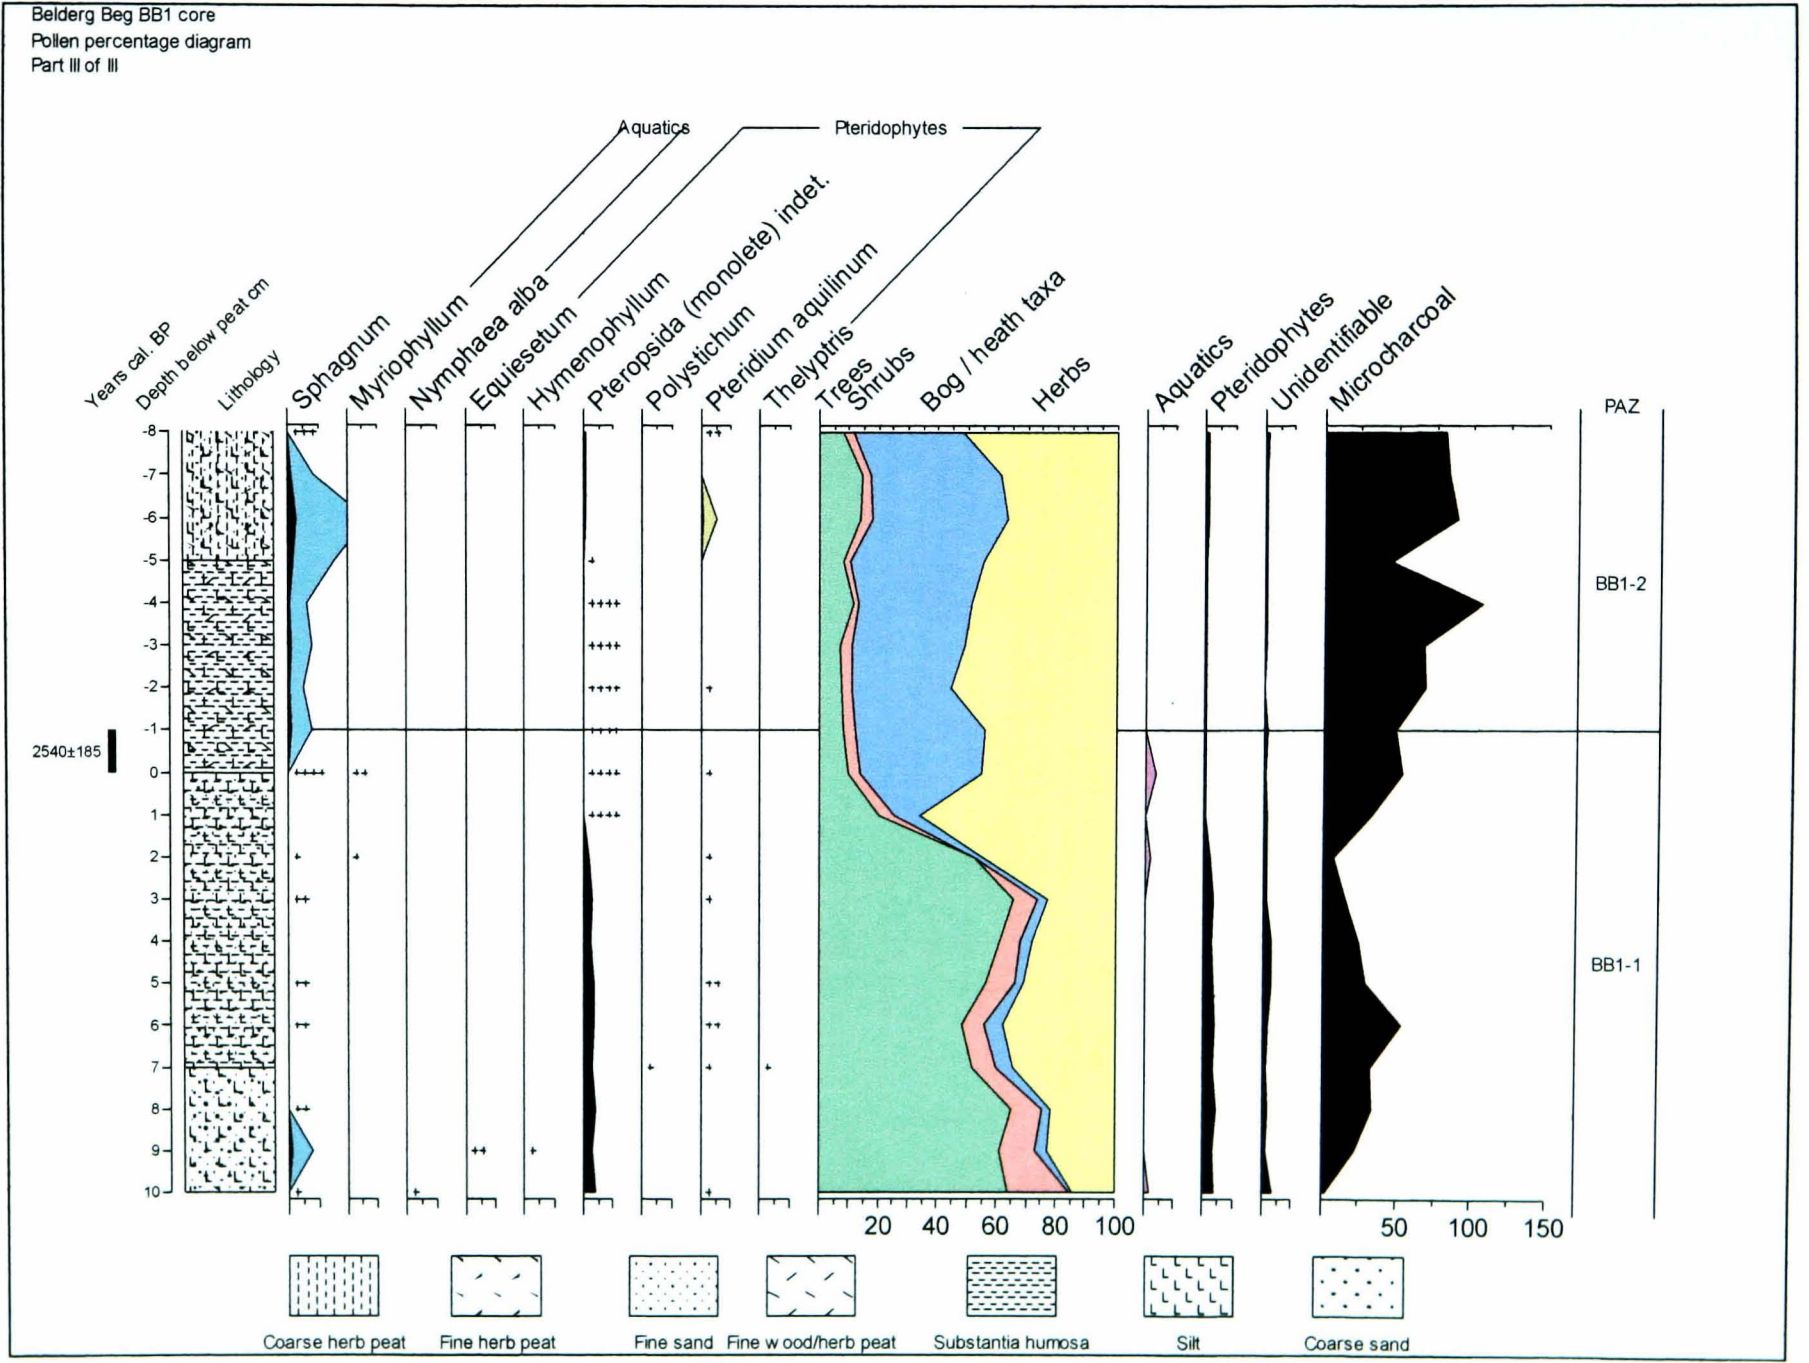 Belderg Beg BB1 core
Pollen percentage diagram
Part III of III
Aquatics
Pteridophytes
Years cal. BP
Depth below peat cm
Lithology
Sphagnum
Myriophyllum
Nymphaea alba
Equiesetum
Hymenophyllum
Pteropsida (monolete) indet.
Polystichum
Pteridium aquilinum
Thelyptris
Trees
Shrubs
Bog / heath taxa
Herbs
Aquatics
Pteridophytes
Unidentifiable
Microcharcoal
PAZ
-8
-7
-6
-5
-4
-3
-2
-1
0
1
2
3
4
5
6
7
8
9
10
2540±185
BB1-2
BB1-1
20 40 60 80 100
50 100 150
Coarse herb peat
Fine herb peat
Fine sand
Fine wood/herb peat
Substantia humosa
Silt
Coarse sand